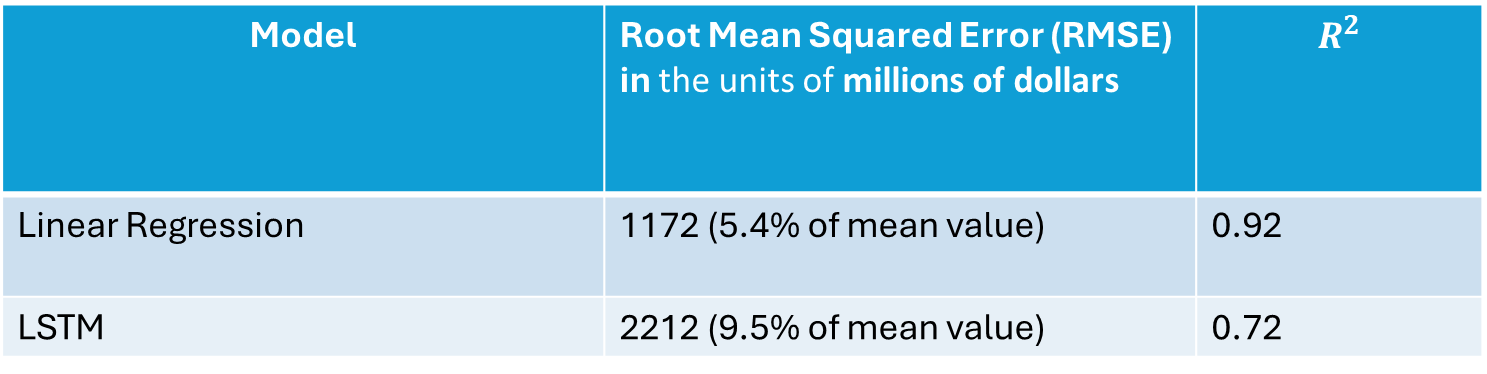 Model
Root Mean Squared Error (RMSE)
in the units of millions of dollars
R²
Linear Regression
1172 (5.4% of mean value)
0.92
LSTM
2212 (9.5% of mean value)
0.72